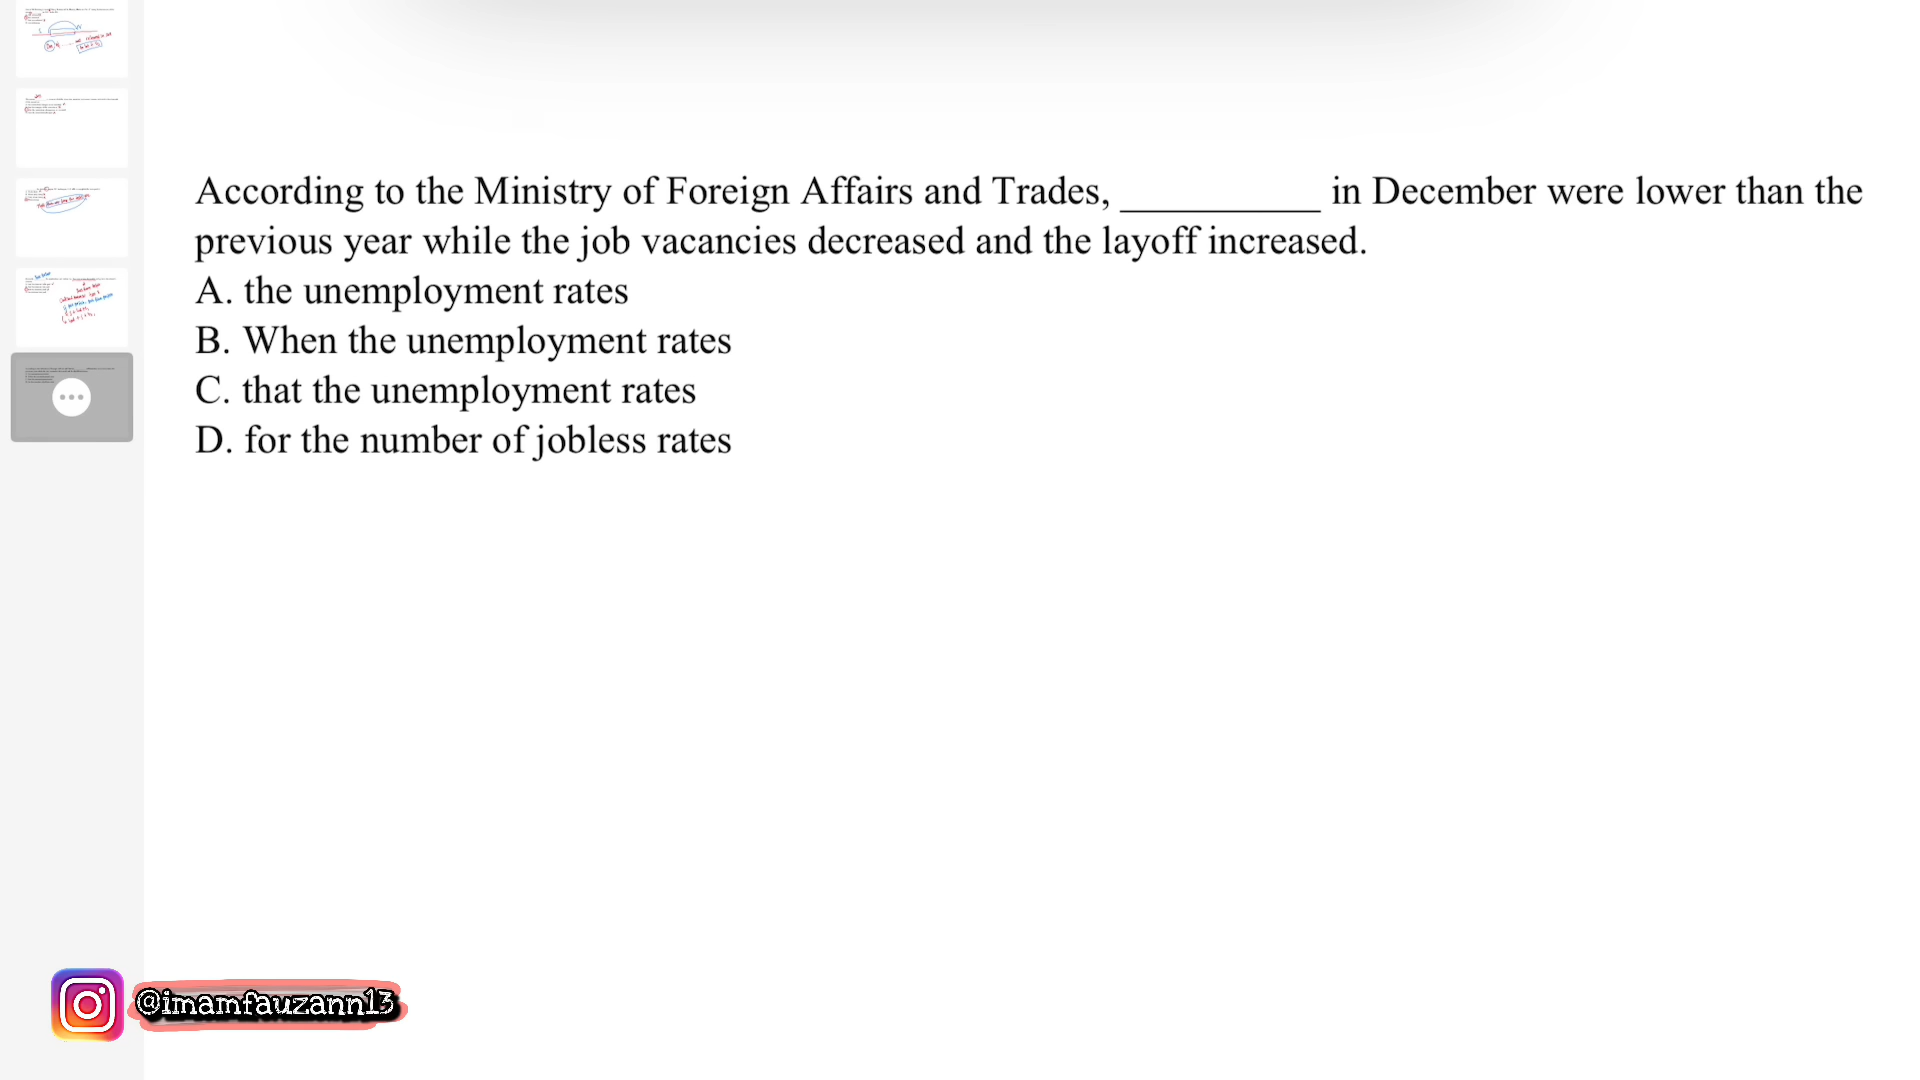 According to the Ministry of Foreign Affairs and Trades, __________ in December were lower than the
previous year while the job vacancies decreased and the layoff increased.
A. the unemployment rates
B. When the unemployment rates
C. that the unemployment rates
D. for the number of jobless rates
@imamfauzann13